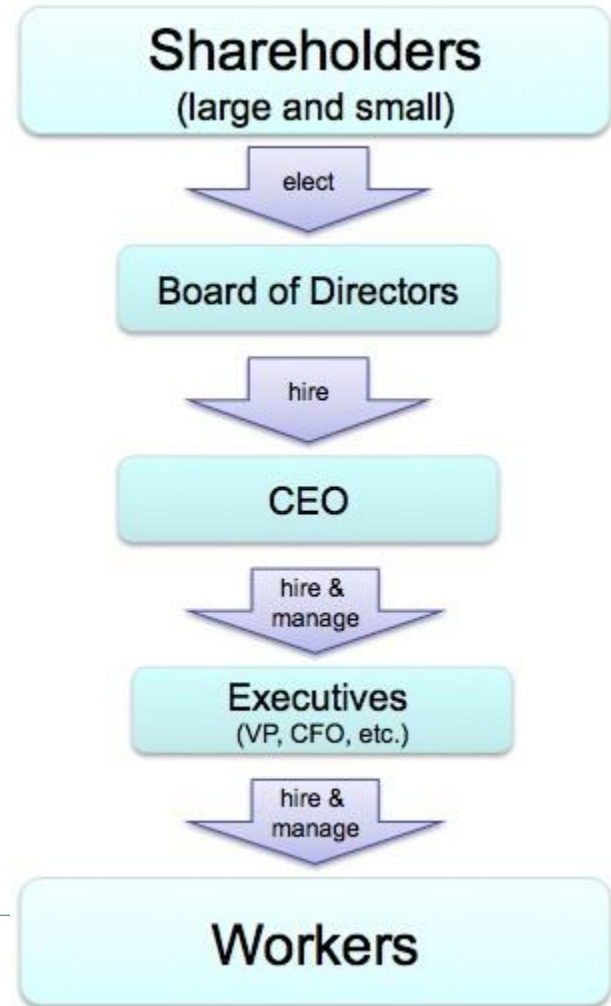 Shareholders
(large and small)
elect
Board of Directors
hire
CEO
hire &
manage
Executives
(VP, CFO, etc.)
hire &
manage
Workers